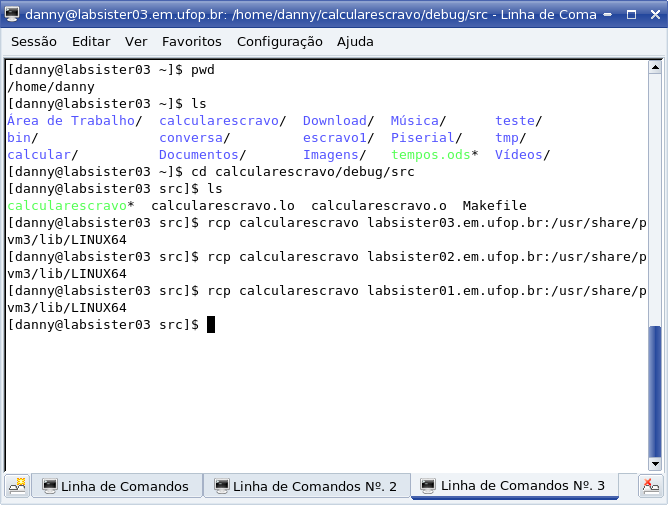 danny@labsister03.em.ufop.br: /home/danny/calcularescravo/debug/src - Linha de Coma
Sessão Editar Ver Favoritos Configuração Ajuda
[danny@labsister03 ~]$ pwd
/home/danny
[danny@labsister03 ~]$ ls
Área de Trabalho/ calcularescravo/ Download/ Música/ teste/
bin/ conversa/ escravo1/ Piserial/ tmp/
calcular/ Documentos/ Imagens/ tempos.ods* Vídeos/
[danny@labsister03 ~]$ cd calcularescravo/debug/src
[danny@labsister03 src]$ ls
calcularescravo* calcularescravo.lo calcularescravo.o Makefile
[danny@labsister03 src]$ rcp calcularescravo labsister03.em.ufop.br:/usr/share/p
vm3/lib/LINUX64
[danny@labsister03 src]$ rcp calcularescravo labsister02.em.ufop.br:/usr/share/p
vm3/lib/LINUX64
[danny@labsister03 src]$ rcp calcularescravo labsister01.em.ufop.br:/usr/share/p
vm3/lib/LINUX64
[danny@labsister03 src]$
Linha de Comandos Linha de Comandos Nº. 2 Linha de Comandos Nº. 3